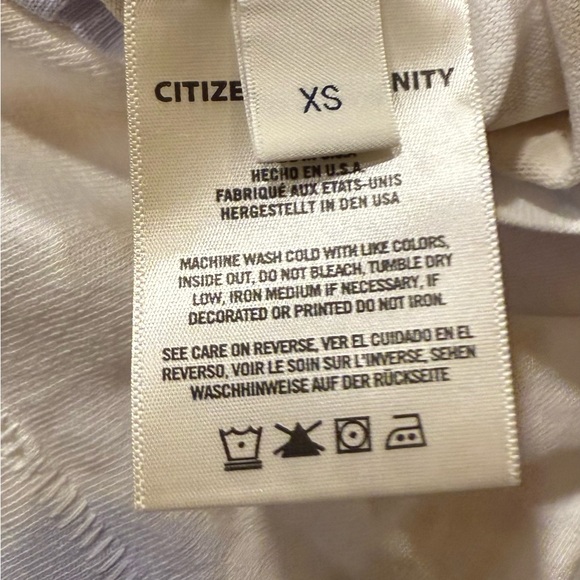 CITIZE NITY
XS
HECHO EN U.S.A.
FABRIQUÉ AUX ETATS-UNIS
HERGESTELLT IN DEN USA
MACHINE WASH COLD WITH LIKE COLORS,
INSIDE OUT, DO NOT BLEACH, TUMBLE DRY
LOW, IRON MEDIUM IF NECESSARY, IF
DECORATED OR PRINTED DO NOT IRON.
SEE CARE ON REVERSE, VER EL CUIDADO EN EL
REVERSO, VOIR LE SOIN SUR L'INVERSE, SEHEN
WASCHHINWEISE AUF DER RÜCKSEITE